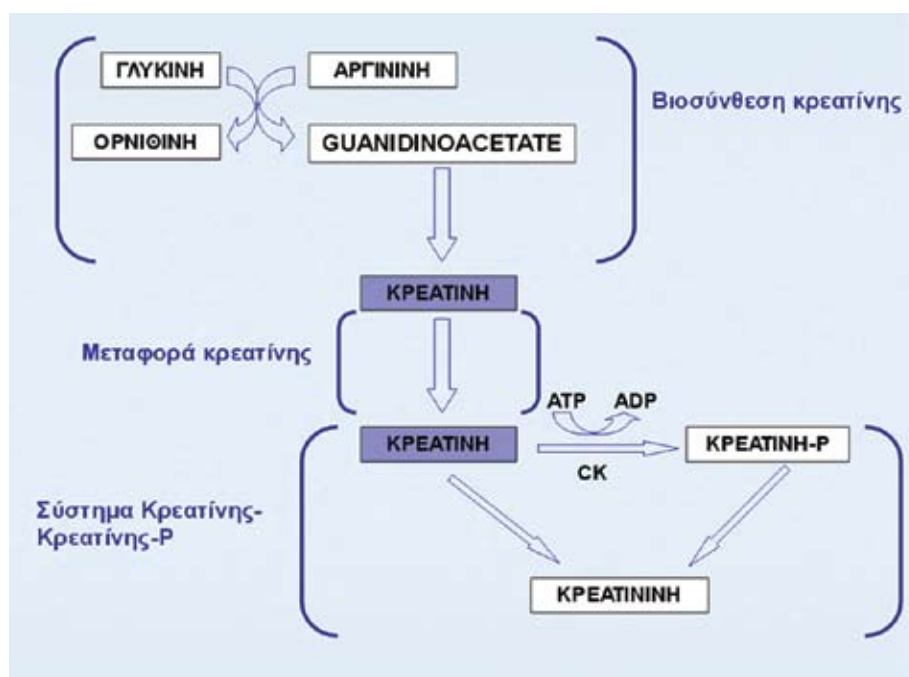 ΓΛΥΚΙΝΗ
ΑΡΓΙΝΙΝΗ
Βιοσύνθεση κρεατίνης
ΟΡΝΙΘΙΝΗ
GUANIDINOACETATE
ΚΡΕΑΤΙΝΗ
Μεταφορά κρεατίνης
ATP
ADP
ΚΡΕΑΤΙΝΗ
ΚΡΕΑΤΙΝΗ-P
CK
Σύστημα Κρεατίνης-
Κρεατίνης-P
ΚΡΕΑΤΙΝΙΝΗ